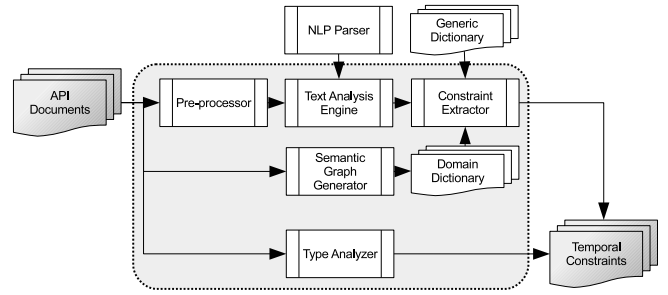 NLP Parser
Generic
Dictionary
API
Documents
Pre-processor
Text Analysis
Engine
Constraint
Extractor
Semantic
Graph
Generator
Domain
Dictionary
Type Analyzer
Temporal
Constraints